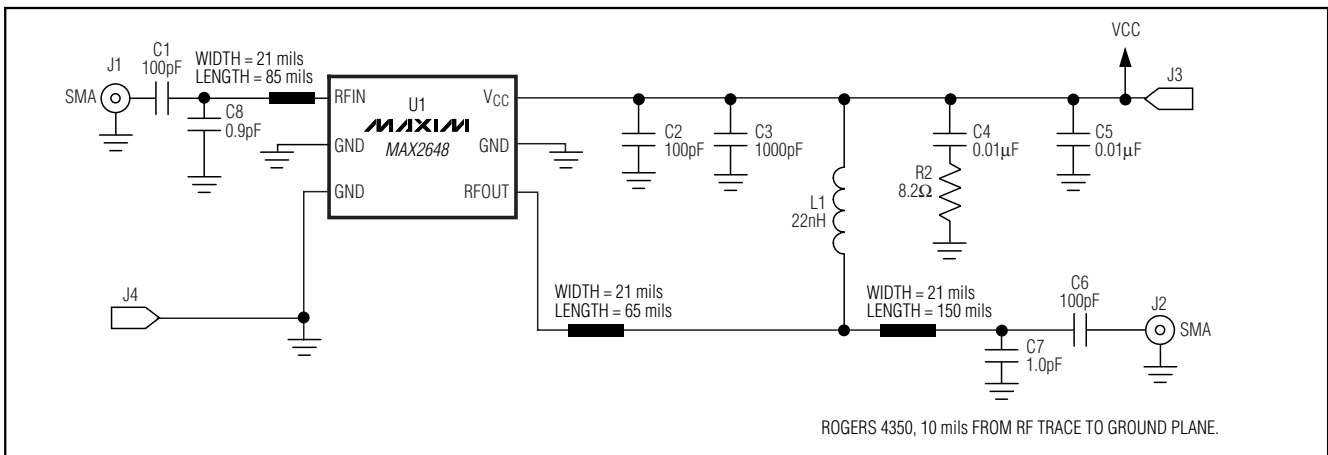 J1
SMA
C1
100pF
WIDTH = 21 mils
LENGTH = 85 mils
C8
0.9pF
RFIN
GND
GND
U1
MAXIM
MAX2648
VCC
GND
RFOUT
C2
100pF
C3
1000pF
L1
22nH
C4
0.01µF
R2
8.2Ω
C5
0.01µF
VCC
J3
J4
WIDTH = 21 mils
LENGTH = 65 mils
WIDTH = 21 mils
LENGTH = 150 mils
C7
1.0pF
C6
100pF
J2
SMA
ROGERS 4350, 10 mils FROM RF TRACE TO GROUND PLANE.